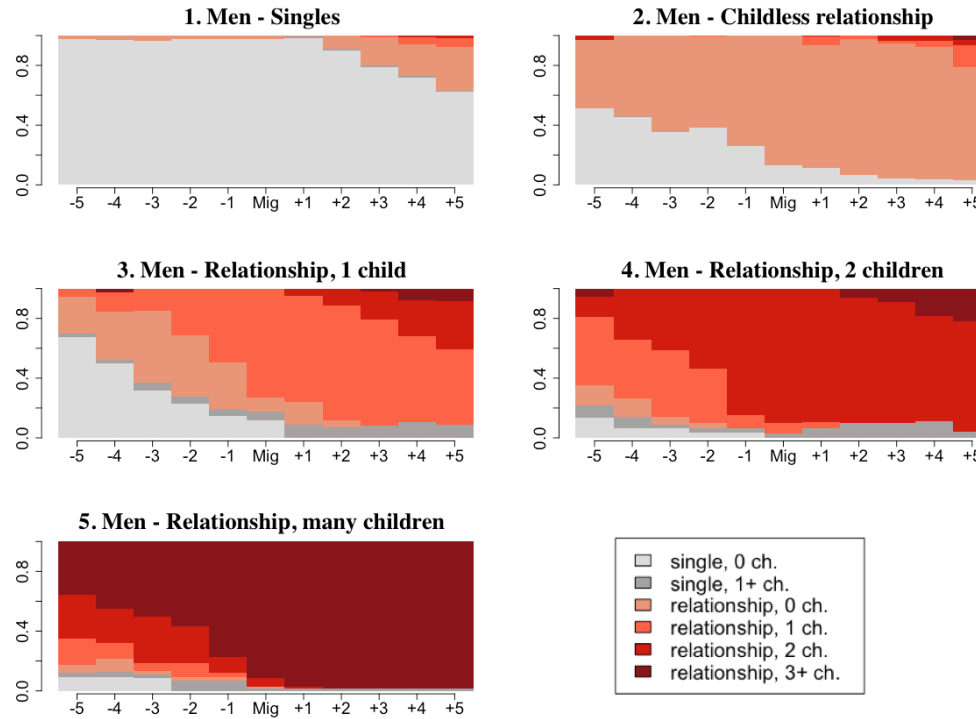 1. Men - Singles
0.0 0.4 0.8
-5 -4 -3 -2 -1 Mig +1 +2 +3 +4 +5
2. Men - Childless relationship
0.0 0.4 0.8
-5 -4 -3 -2 -1 Mig +1 +2 +3 +4 +5
3. Men - Relationship, 1 child
0.0 0.4 0.8
-5 -4 -3 -2 -1 Mig +1 +2 +3 +4 +5
4. Men - Relationship, 2 children
0.0 0.4 0.8
-5 -4 -3 -2 -1 Mig +1 +2 +3 +4 +5
5. Men - Relationship, many children
0.0 0.4 0.8
-5 -4 -3 -2 -1 Mig +1 +2 +3 +4 +5
single, 0 ch.
single, 1+ ch.
relationship, 0 ch.
relationship, 1 ch.
relationship, 2 ch.
relationship, 3+ ch.